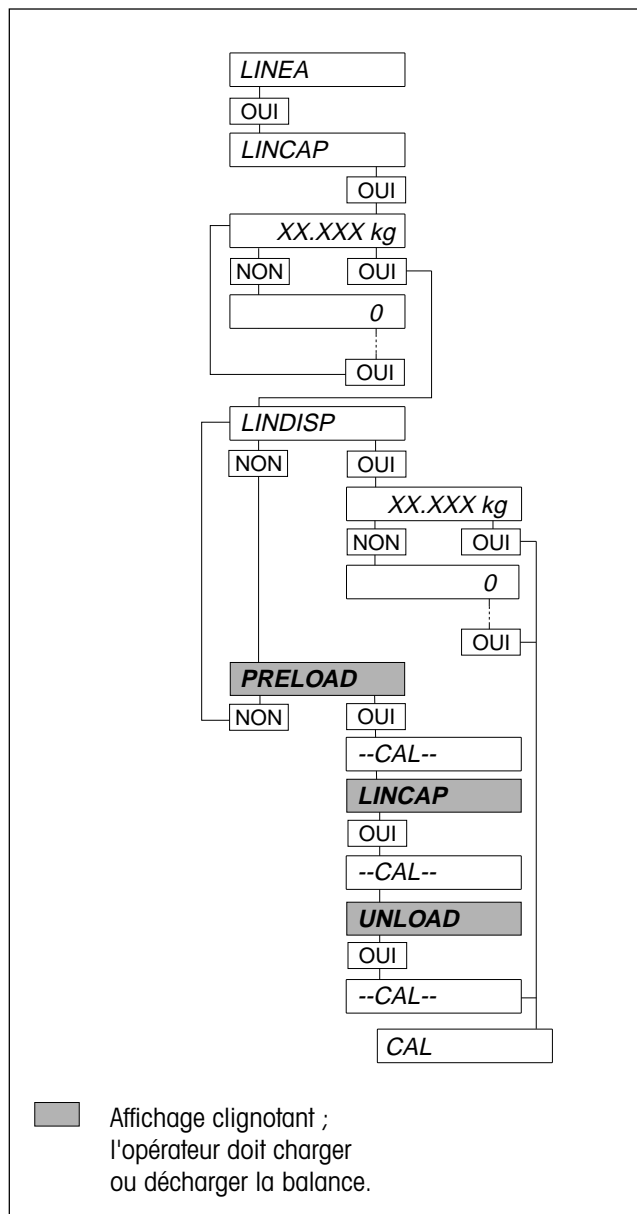 LINEA
OUI
LINCAP
OUI
XX.XXX kg
NON OUI
0
OUI
LINDISP
NON OUI
XX.XXX kg
NON OUI
0
OUI
PRELOAD
NON OUI
--CAL--
LINCAP
OUI
--CAL--
UNLOAD
OUI
--CAL--
CAL
Affichage clignotant ;
l'opérateur doit charger
ou décharger la balance.